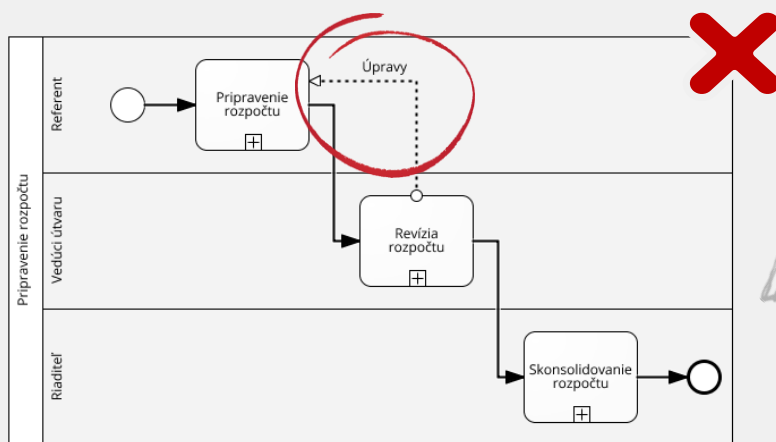 Pripravenie rozpočtu
Referent
Pripravenie
rozpočtu
Úpravy
Vedúci útvaru
Revízia
rozpočtu
Riaditeľ
Skonsolidovanie
rozpočtu